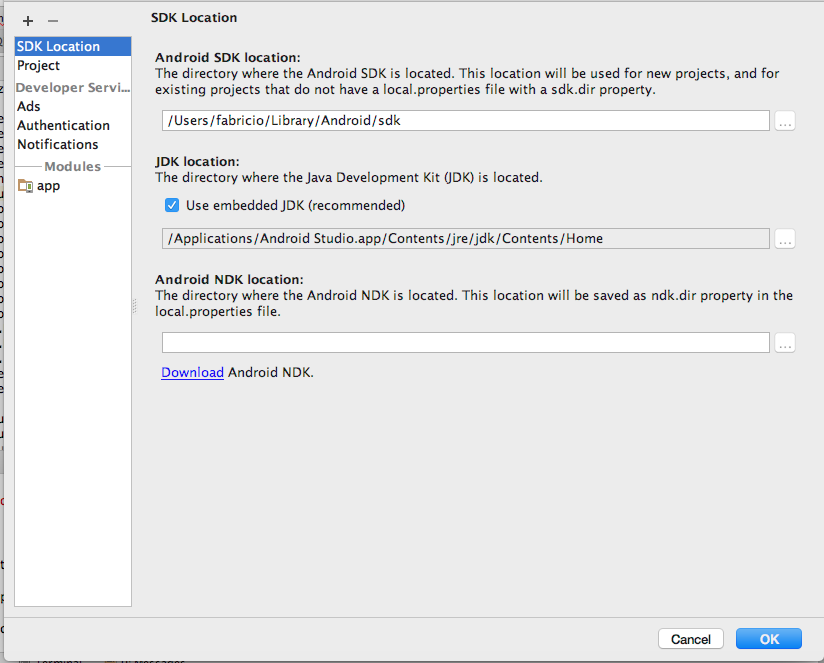 SDK Location
SDK Location
Project
Developer Servi...
Ads
Authentication
Notifications
Modules
app
Android SDK location:
The directory where the Android SDK is located. This location will be used for new projects, and for
existing projects that do not have a local.properties file with a sdk.dir property.
/Users/fabricio/Library/Android/sdk
...
JDK location:
The directory where the Java Development Kit (JDK) is located.
Use embedded JDK (recommended)
/Applications/Android Studio.app/Contents/jre/jdk/Contents/Home
...
Android NDK location:
The directory where the Android NDK is located. This location will be saved as ndk.dir property in the
local.properties file.
...
Download Android NDK.
Cancel
OK